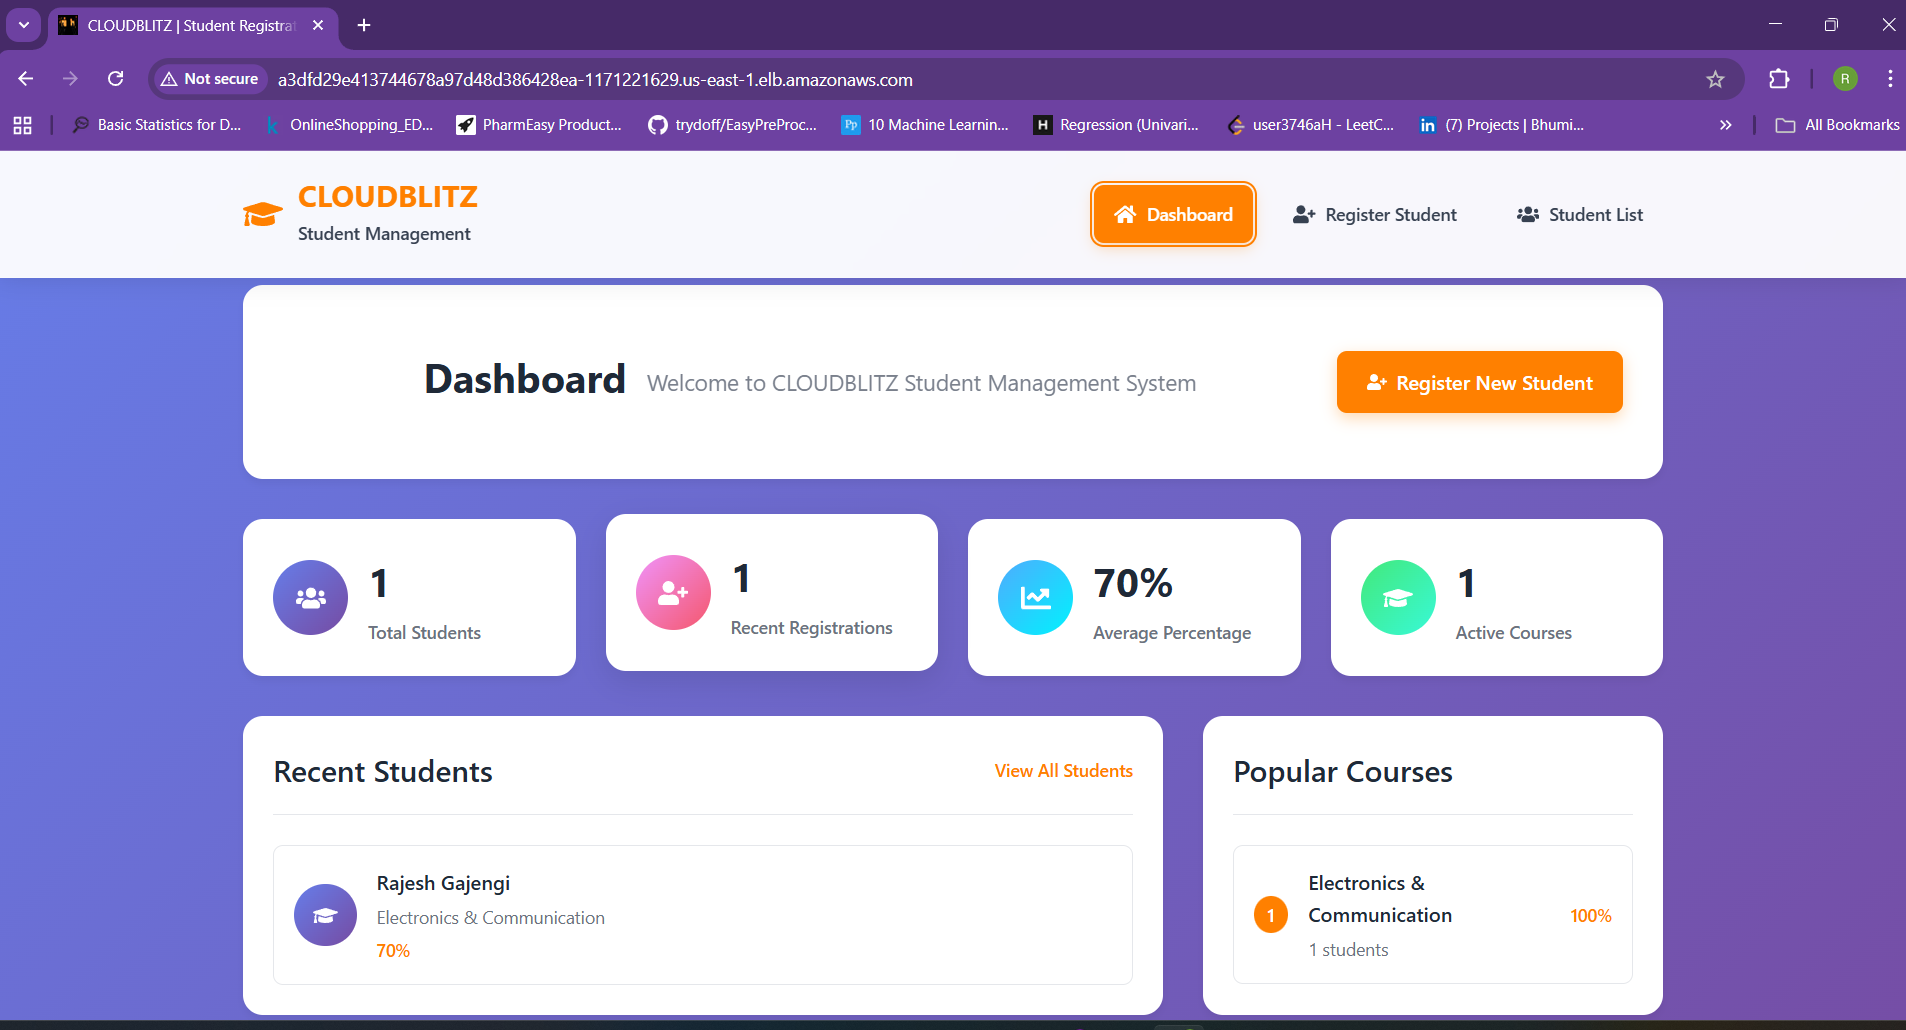 CLOUDBLITZ | Student Registrat
Not secure
a3dfd29e413744678a97d48d386428ea-1171221629.us-east-1.elb.amazonaws.com
R
Basic Statistics for D...
k
OnlineShopping_ED...
PharmEasy Product...
trydoff/EasyPreProc...
Pp
10 Machine Learnin...
H
Regression (Univari...
user3746aH - LeetC...
in
(7) Projects | Bhumi...
All Bookmarks
CLOUDBLITZ
Student Management
Dashboard
Register Student
Student List
Dashboard
Welcome to CLOUDBLITZ Student Management System
Register New Student
1
Total Students
1
Recent Registrations
70%
Average Percentage
1
Active Courses
Recent Students
View All Students
Rajesh Gajengi
Electronics & Communication
70%
Popular Courses
1
Electronics &
Communication
1 students
100%